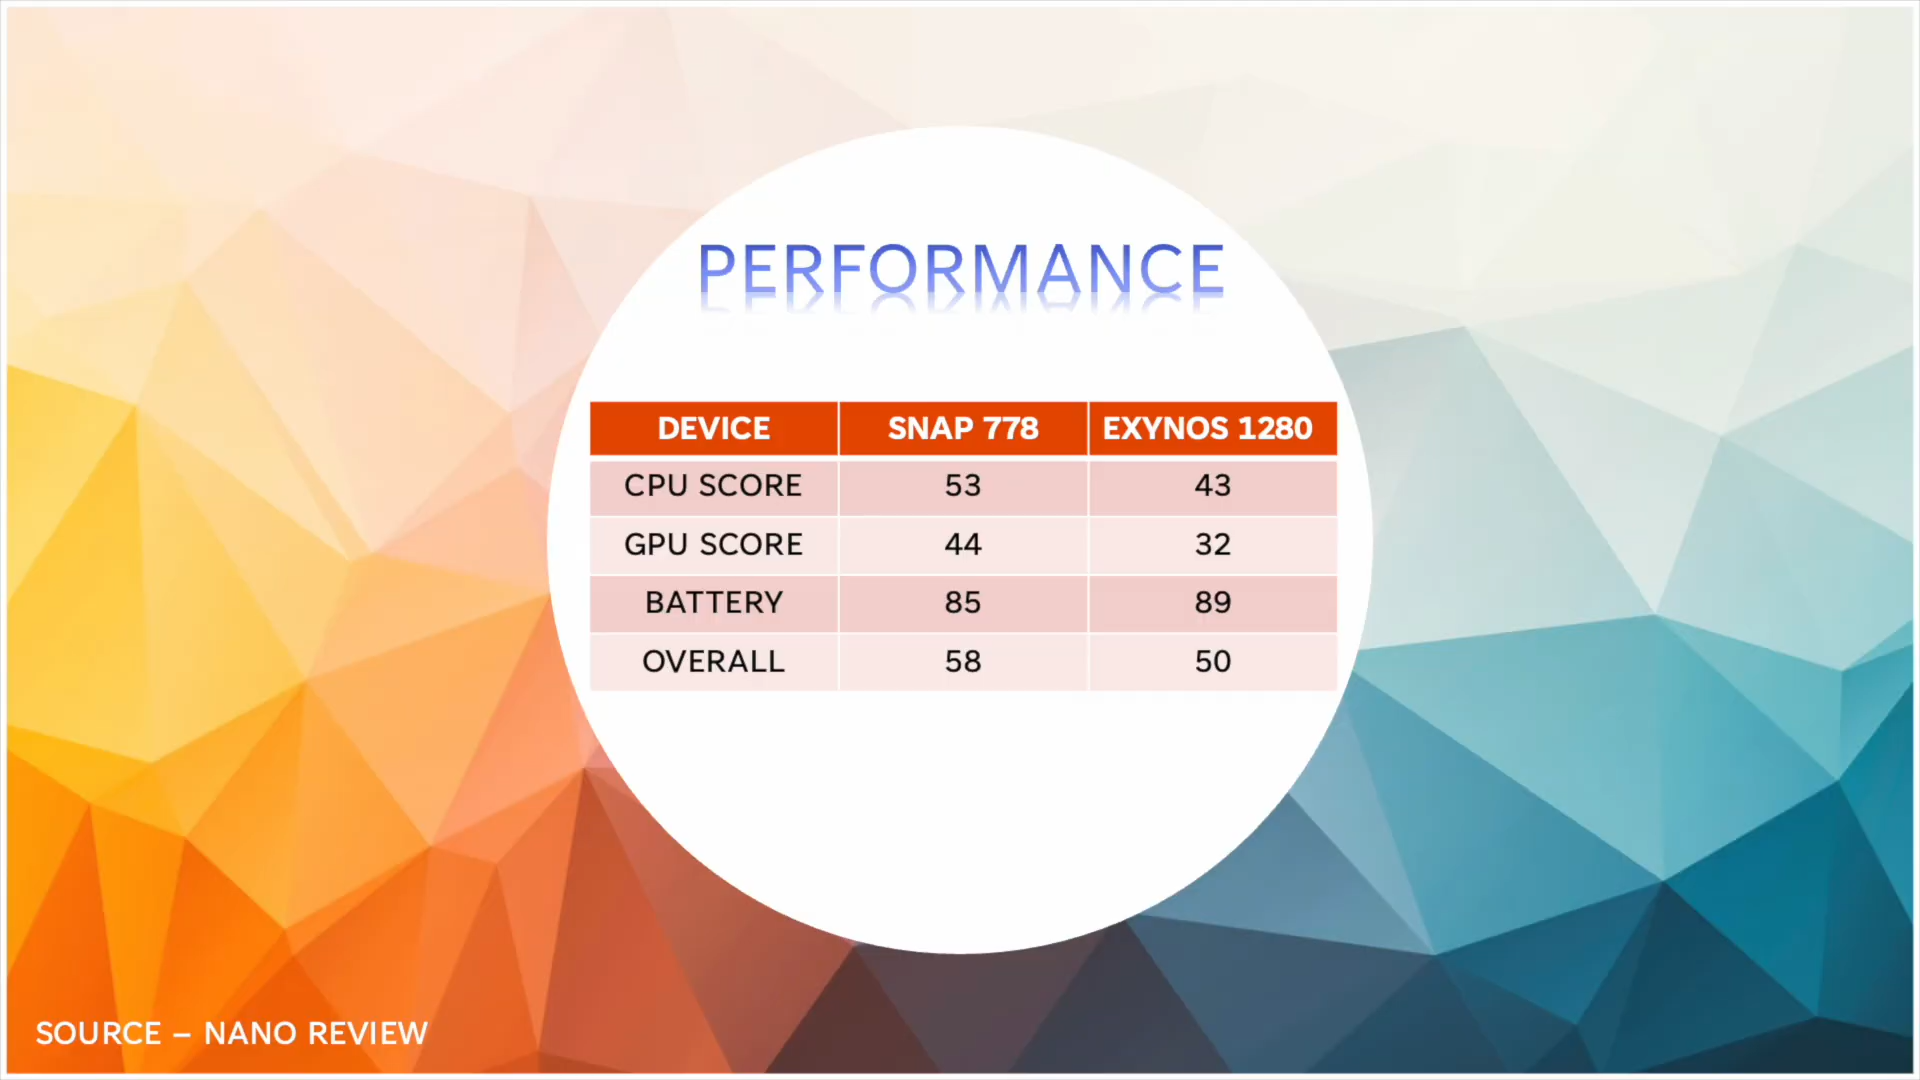 PERFORMANCE
DEVICE SNAP 778 EXYNOS 1280
CPU SCORE 53 43
GPU SCORE 44 32
BATTERY 85 89
OVERALL 58 50
SOURCE – NANO REVIEW